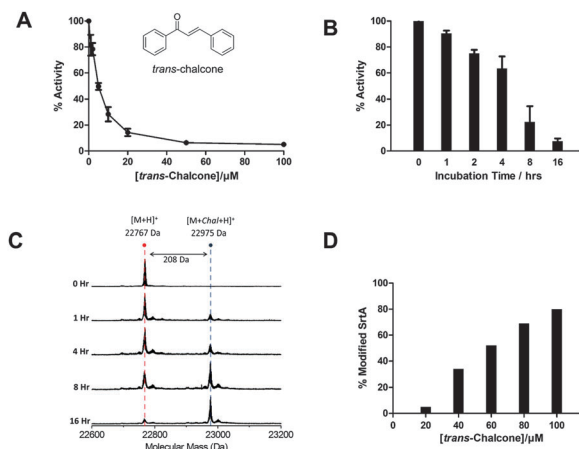 A
O
trans-chalcone
% Activity
100
80
60
40
20
0
0 20 40 60 80 100
[trans-Chalcone]/μM
B
% Activity
100
80
60
40
20
0
0 1 2 4 8 16
Incubation Time / hrs
C
[M+H]+ [M+Chal+H]+
22767 Da 22975 Da
208 Da
0 Hr
1 Hr
4 Hr
8 Hr
16 Hr
22600 22800 23000 23200
Molecular Mass (Da)
D
% Modified SrtA
100
80
60
40
20
0
20 40 60 80 100
[trans-Chalcone]/μM